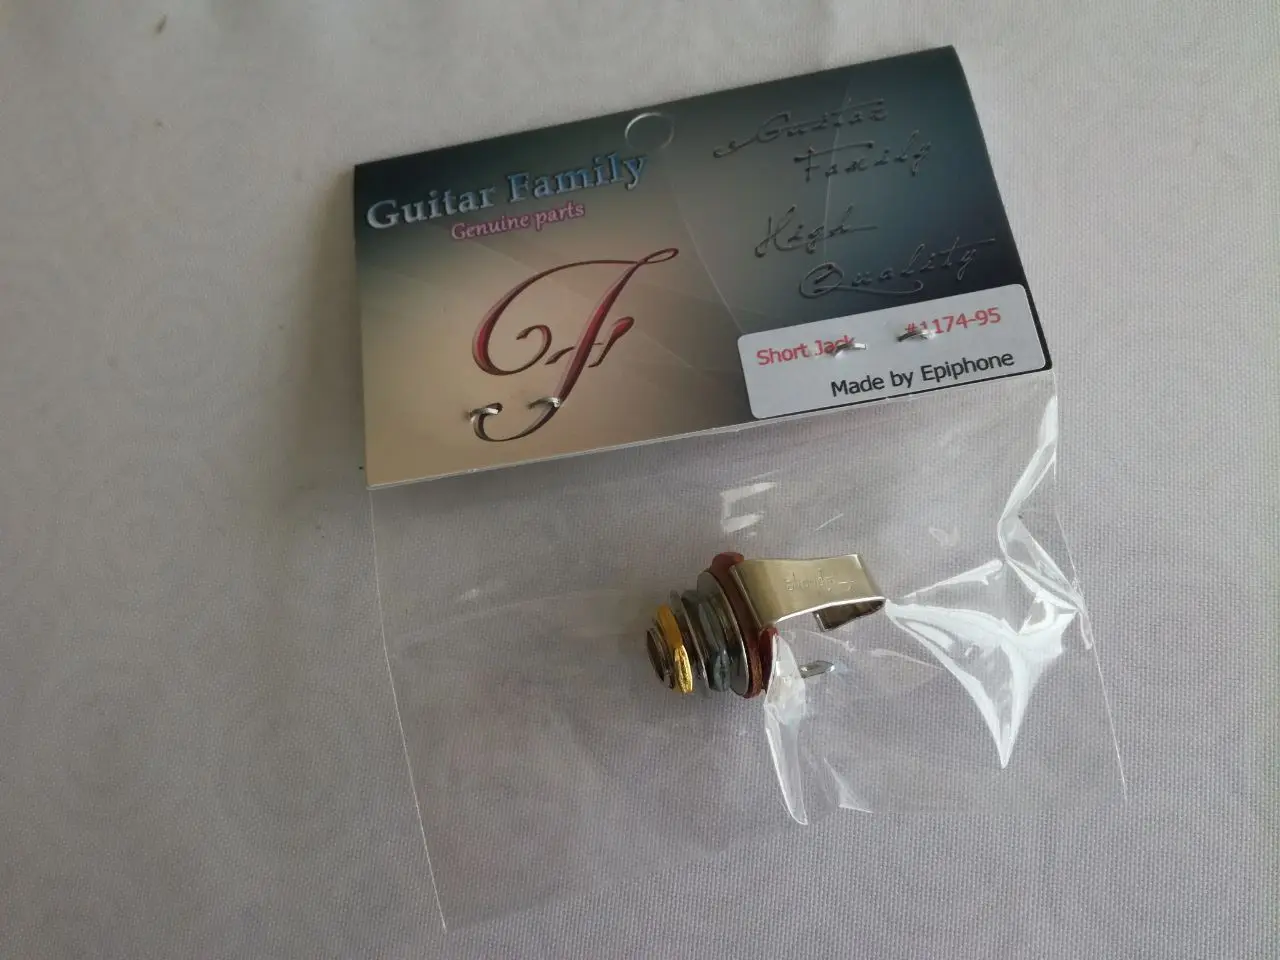 Guitar Family
Genuine parts
Guitar
Family
High
Quality
Short Jack #1174-95
Made by Epiphone